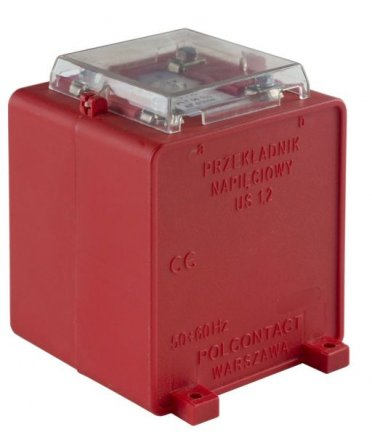 a b
PRZEKŁADNIK
NAPIĘCIOWY
US 1.2
CE
50÷60Hz
POLCONTACT
WARSZAWA